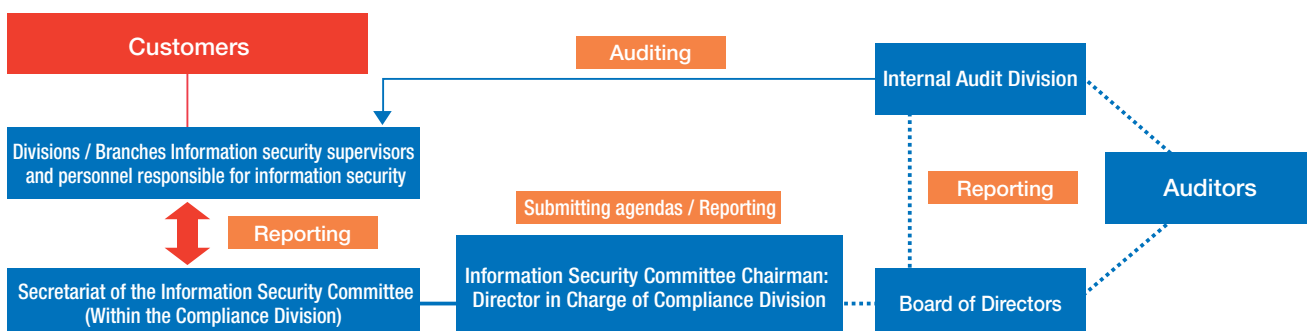 Customers
Auditing
Internal Audit Division
Divisions / Branches Information security supervisors
and personnel responsible for information security
Reporting
Auditors
Submitting agendas / Reporting
Reporting
Secretariat of the Information Security Committee
(Within the Compliance Division)
Information Security Committee Chairman:
Director in Charge of Compliance Division
Board of Directors